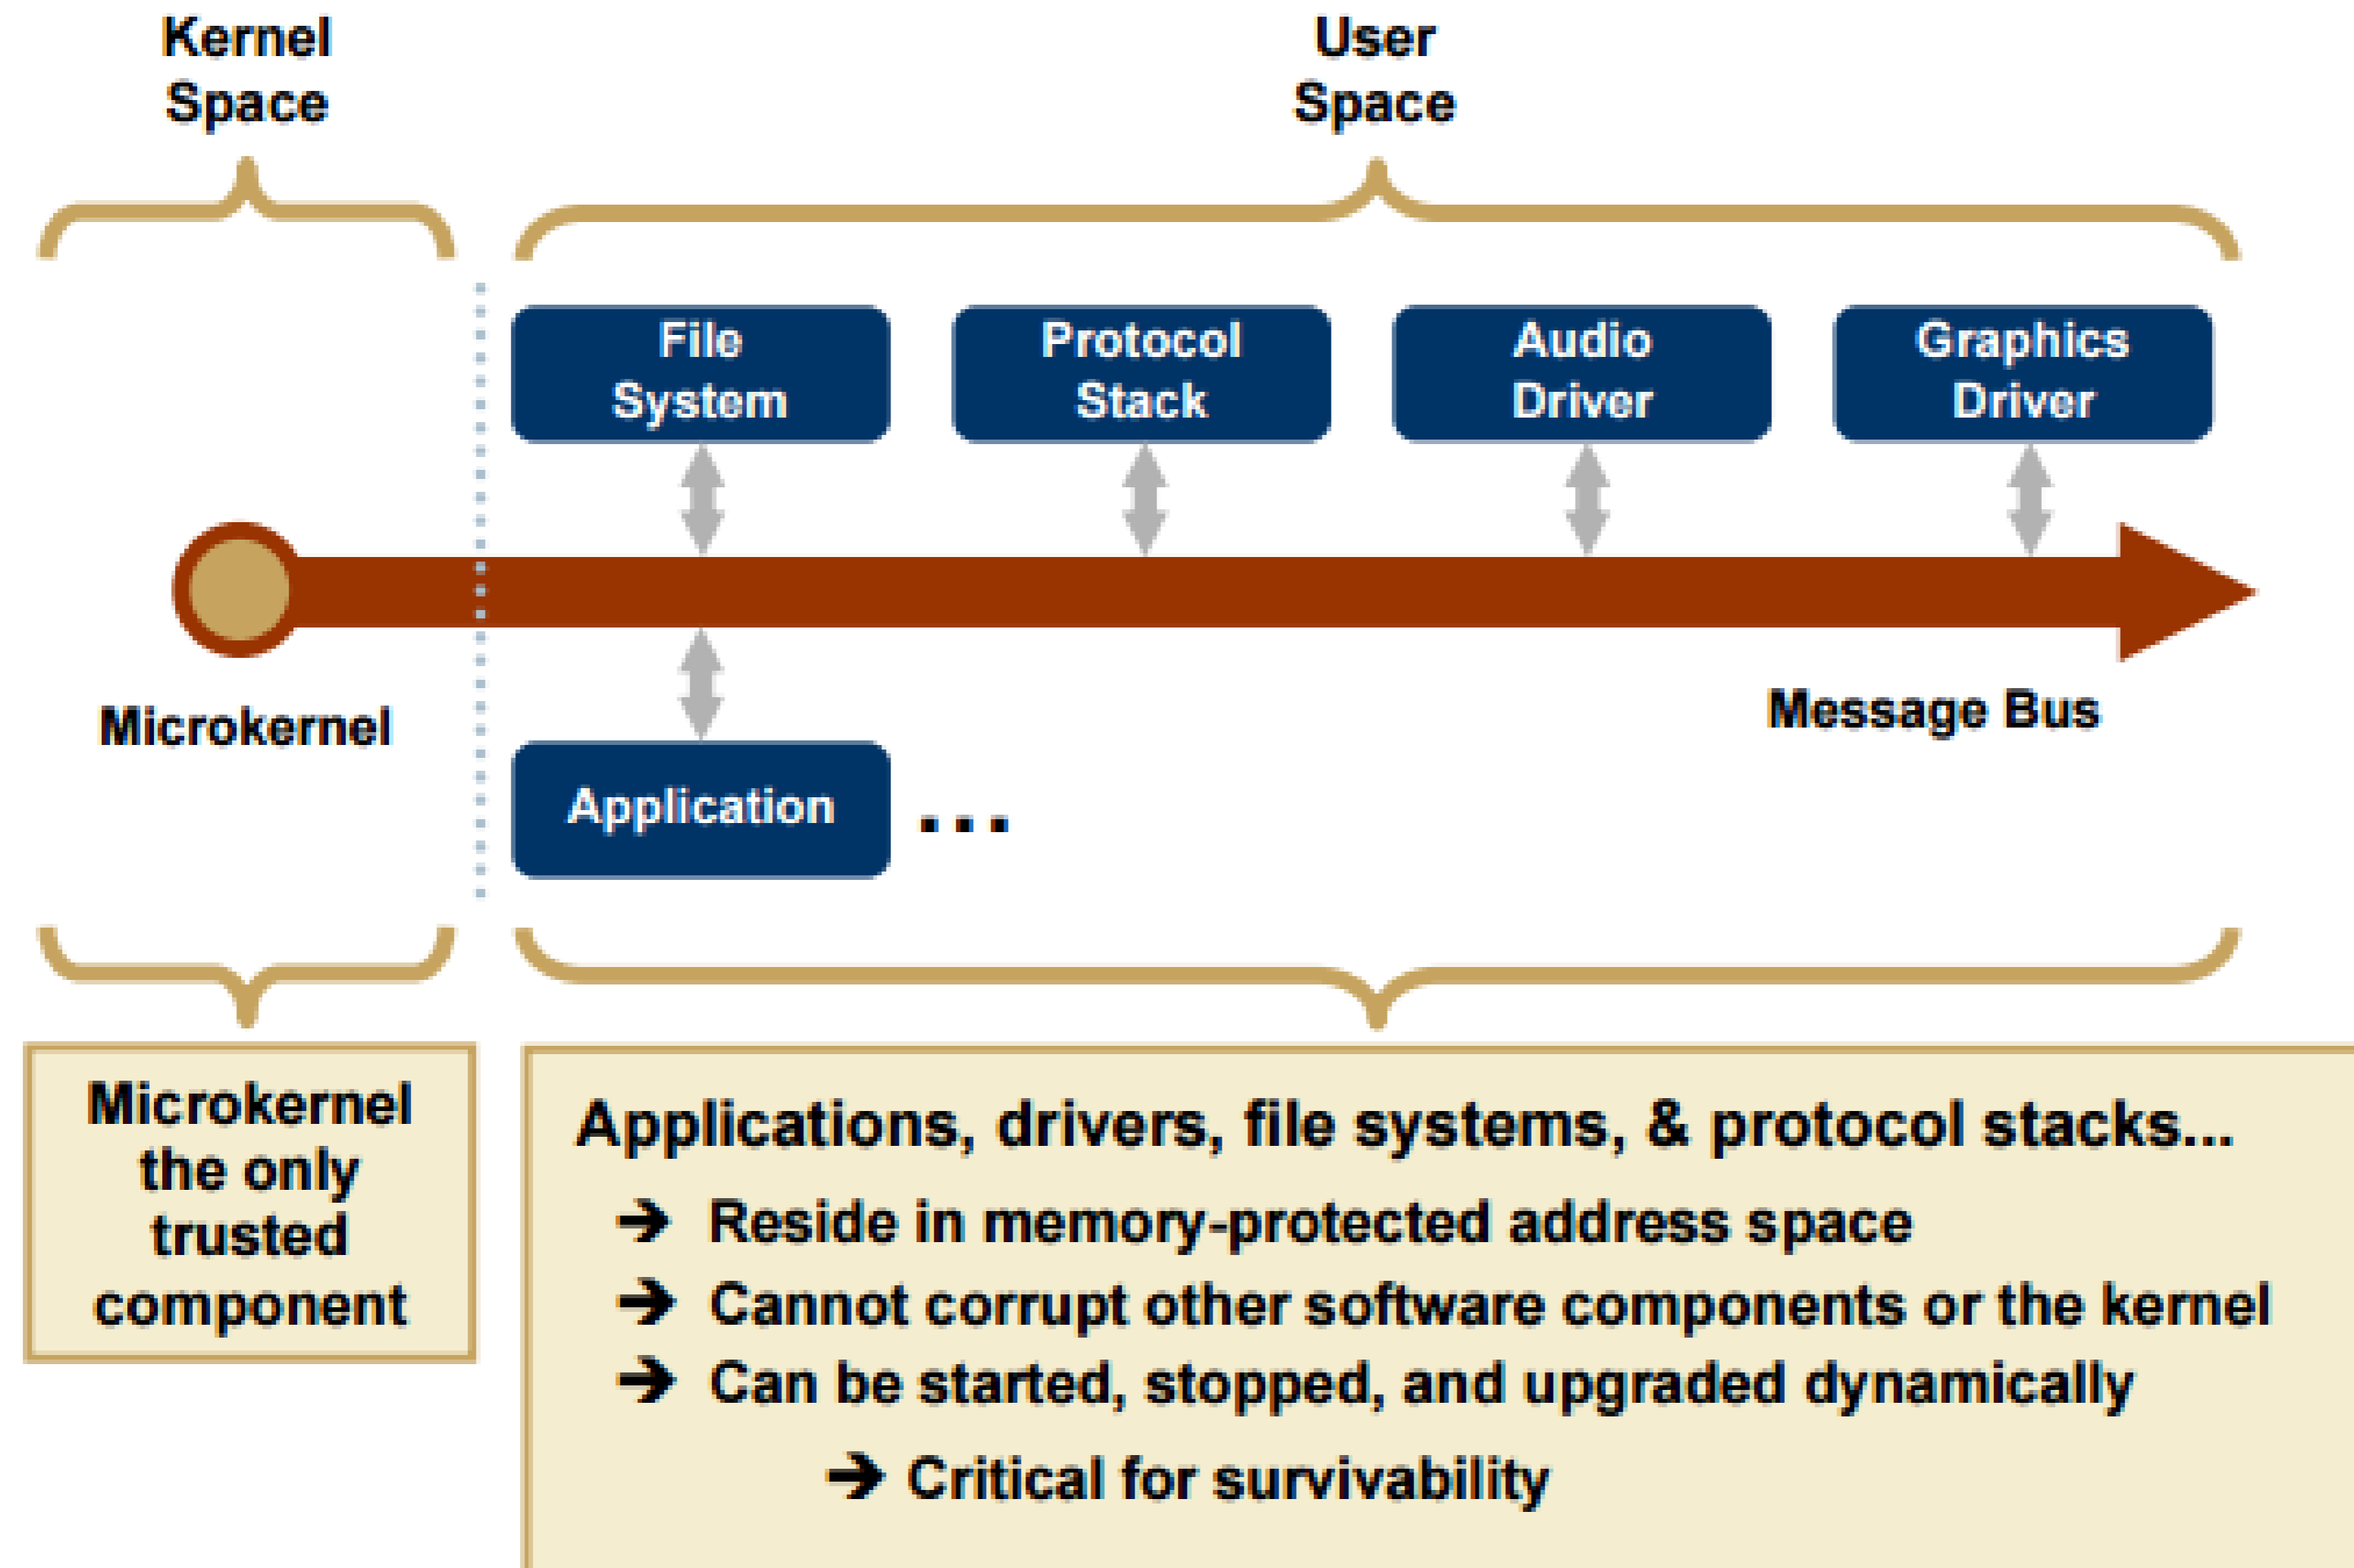 Kernel
Space
User
Space
File
System
Protocol
Stack
Audio
Driver
Graphics
Driver
Microkernel
Message Bus
Application
...
Microkernel
the only
trusted
component
Applications, drivers, file systems, & protocol stacks...
➔ Reside in memory-protected address space
➔ Cannot corrupt other software components or the kernel
➔ Can be started, stopped, and upgraded dynamically
➔ Critical for survivability